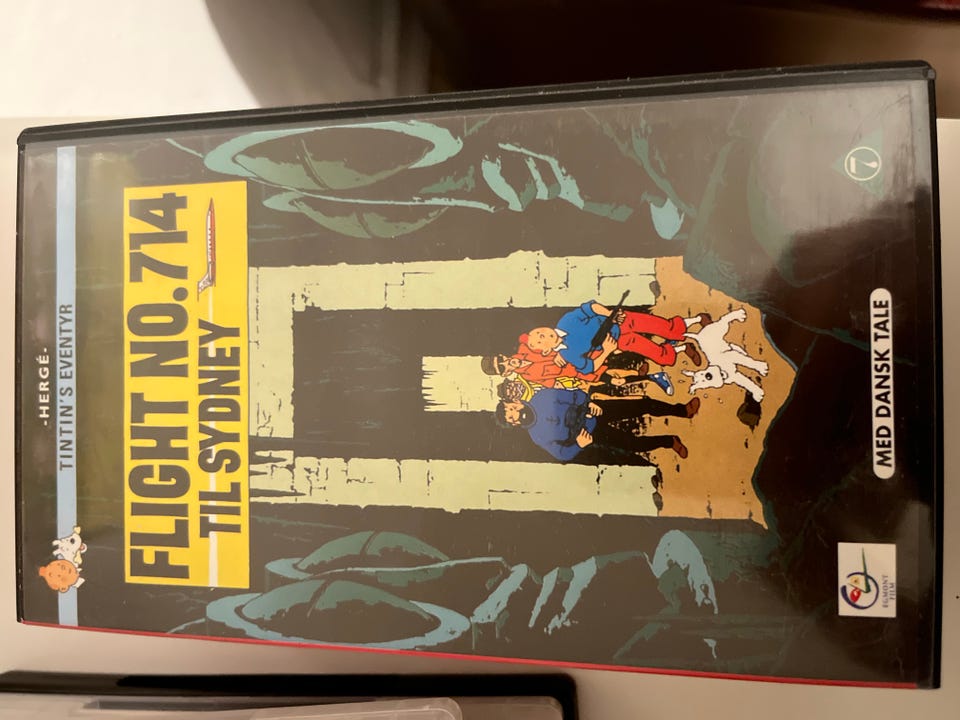 -HERGÉ-
TINTIN'S EVENTYR
FLIGHT NO. 714
TIL SYDNEY
7
MED DANSK TALE
EGMONT
FILM